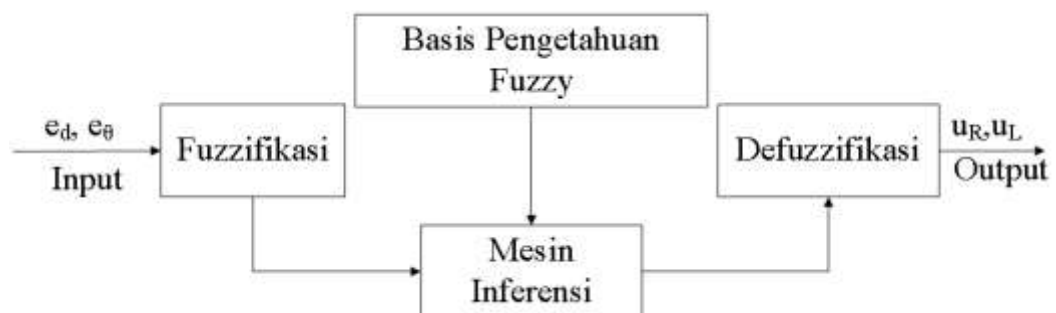 Basis Pengetahuan
Fuzzy
e_d, e_θ
Input
Fuzzifikasi
Mesin
Inferensi
Defuzzifikasi
u_R,u_L
Output